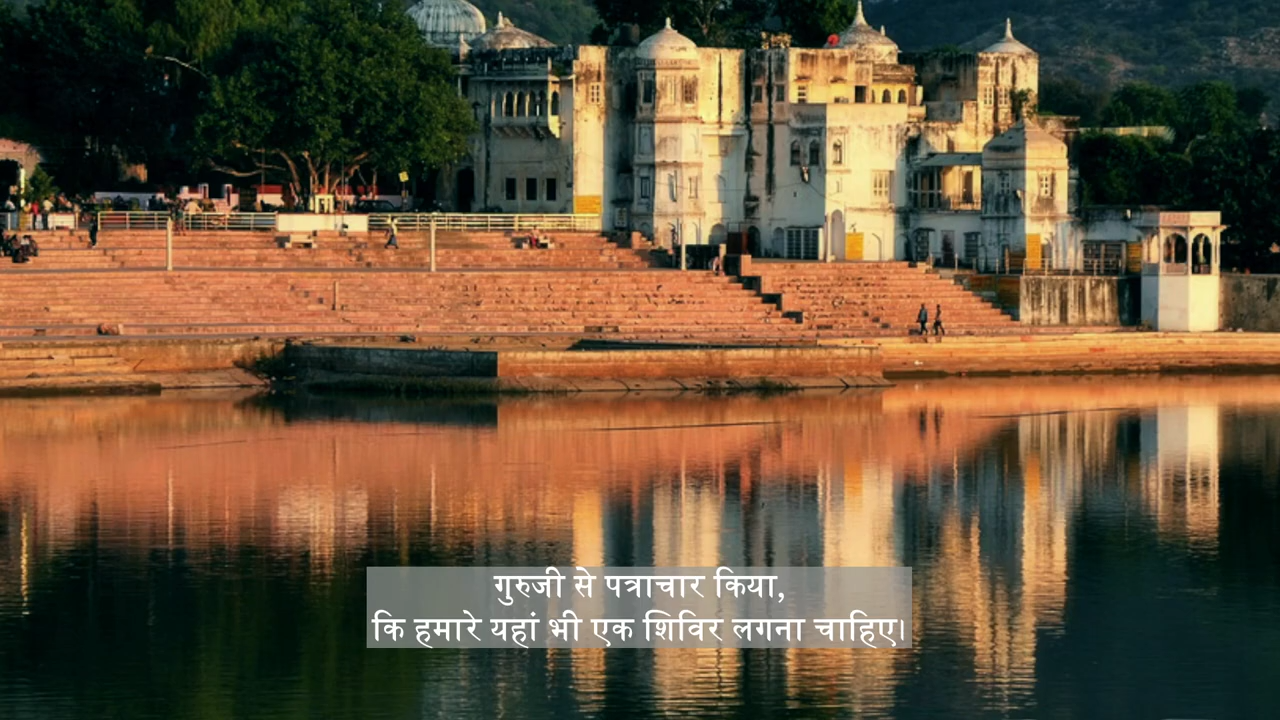 गुरुजी से पत्राचार किया,
कि हमारे यहां भी एक शिविर लगना चाहिए।